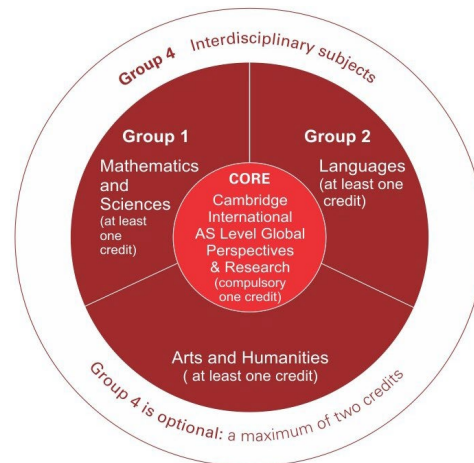 Group 4 Interdisciplinary subjects
Group 1
Mathematics
and
Sciences
(at least
one
credit)
Group 2
Languages
(at least one
credit)
CORE
Cambridge
International
AS Level Global
Perspectives
& Research
(compulsory
one credit)
Arts and Humanities
( at least one credit)
Group 4 is optional: a maximum of two credits